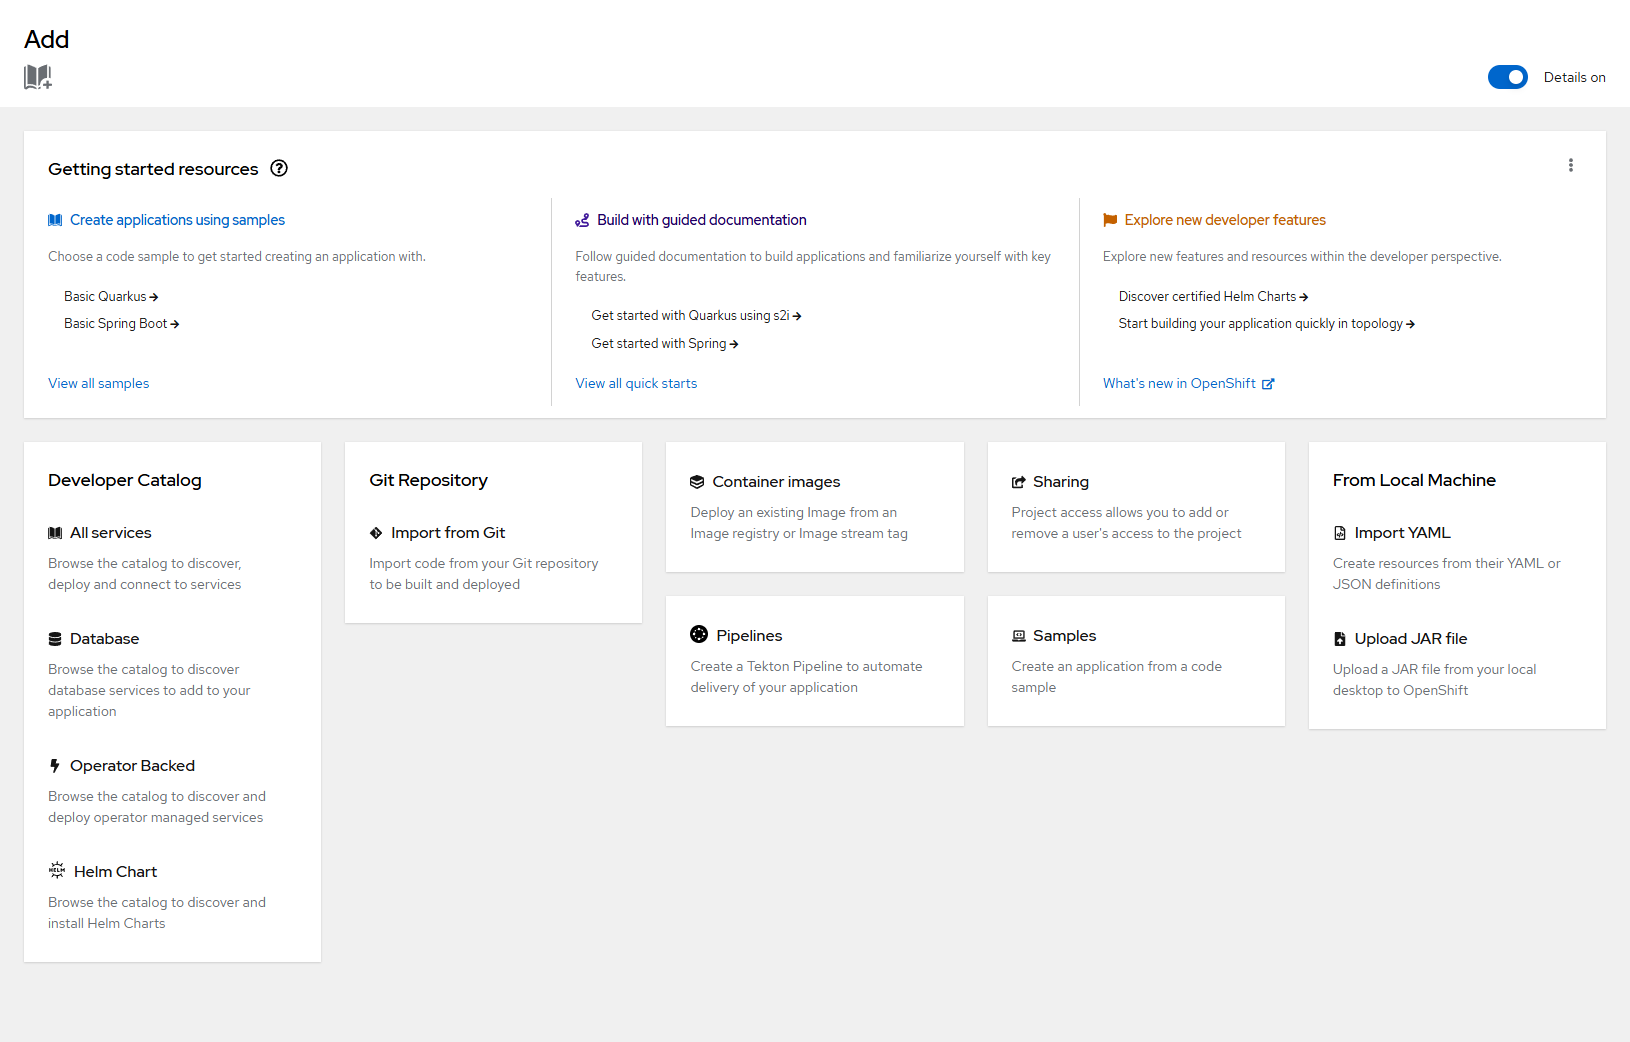 Add
Details on
Getting started resources
Create applications using samples
Choose a code sample to get started creating an application with.
Basic Quarkus
Basic Spring Boot
View all samples
Build with guided documentation
Follow guided documentation to build applications and familiarize yourself with key
features.
Get started with Quarkus using s2i
Get started with Spring
View all quick starts
Explore new developer features
Explore new features and resources within the developer perspective.
Discover certified Helm Charts
Start building your application quickly in topology
What's new in OpenShift
Developer Catalog
All services
Browse the catalog to discover,
deploy and connect to services
Database
Browse the catalog to discover
database services to add to your
application
Operator Backed
Browse the catalog to discover and
deploy operator managed services
HELM
Helm Chart
Browse the catalog to discover and
install Helm Charts
Git Repository
Import from Git
Import code from your Git repository
to be built and deployed
Container images
Deploy an existing Image from an
Image registry or Image stream tag
Pipelines
Create a Tekton Pipeline to automate
delivery of your application
Sharing
Project access allows you to add or
remove a user's access to the project
Samples
Create an application from a code
sample
From Local Machine
Import YAML
Create resources from their YAML or
JSON definitions
Upload JAR file
Upload a JAR file from your local
desktop to OpenShift